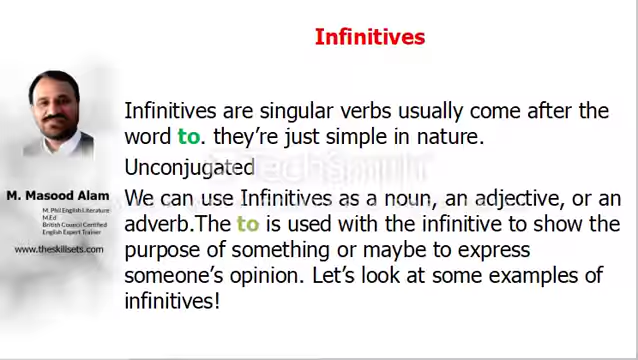 Infinitives
Infinitives are singular verbs usually come after the
word to. they're just simple in nature.
Unconjugated
We can use Infinitives as a noun, an adjective, or an
adverb.The to is used with the infinitive to show the
purpose of something or maybe to express
someone's opinion. Let's look at some examples of
infinitives!
M. Masood Alam
M. Phil English Literature
M.Ed
British Council Certified
English Expert Trainer
www.theskillsets.com